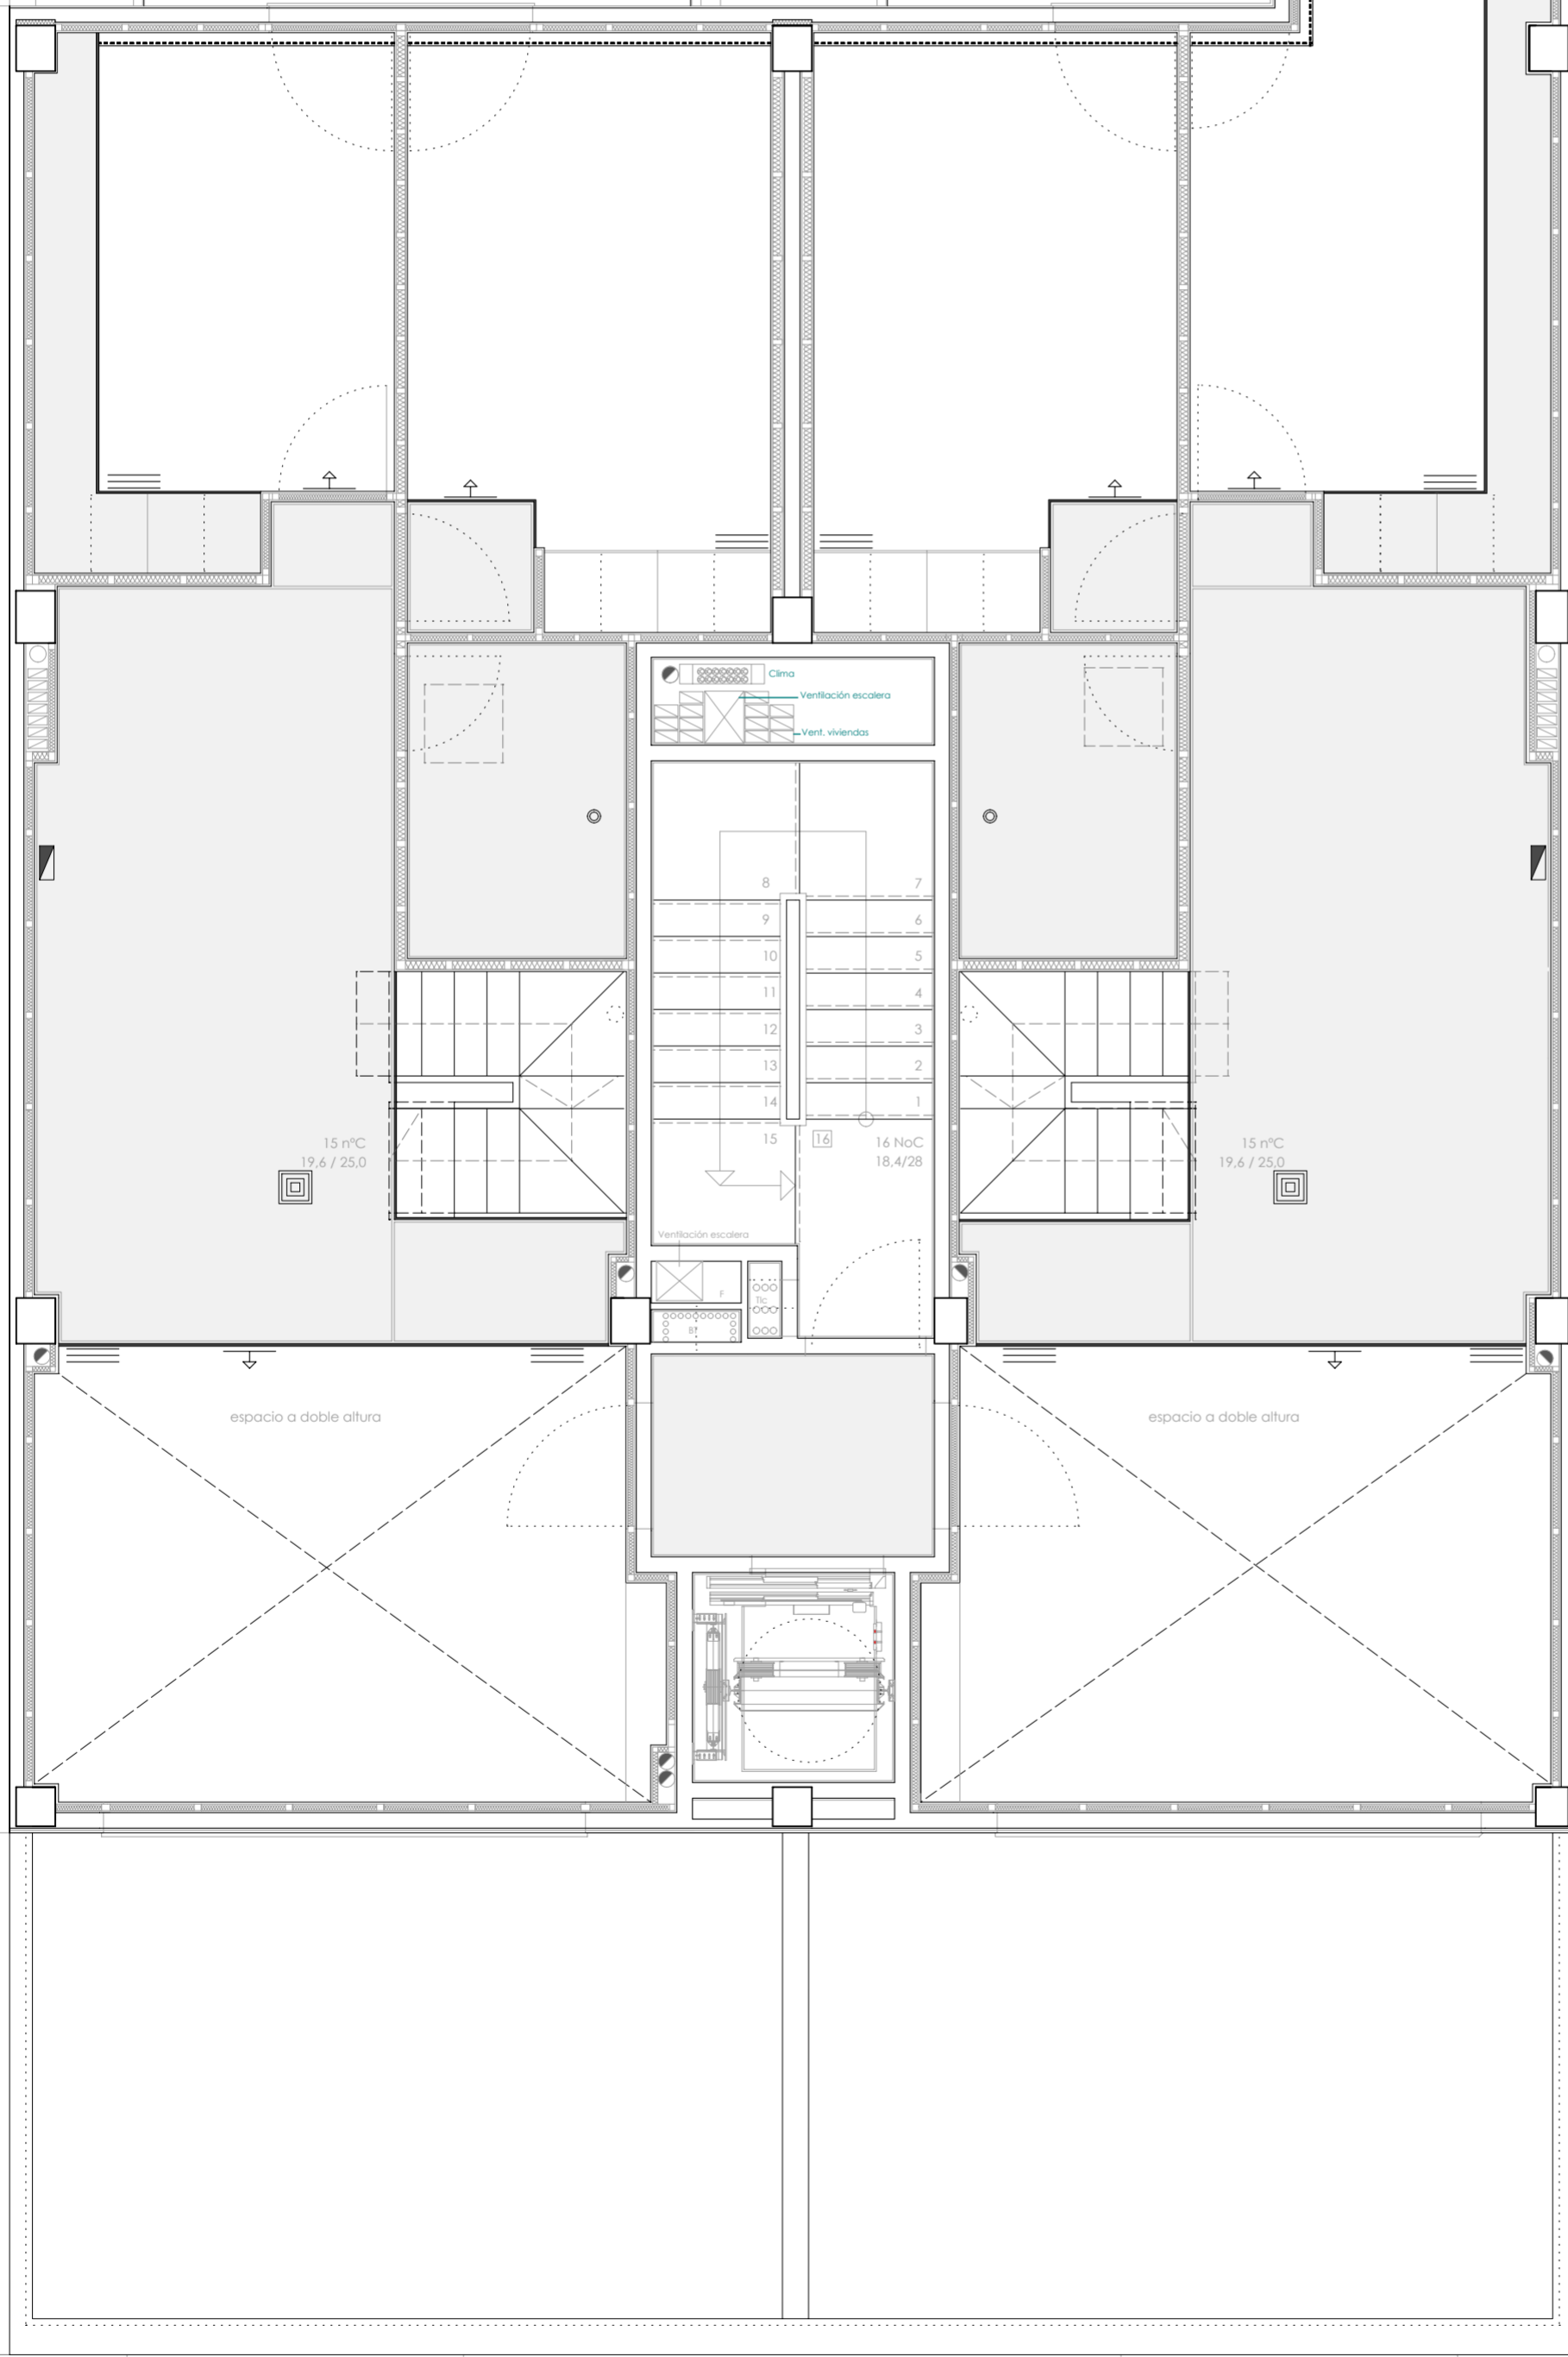 Clima
Ventilación escalera
Vent. viviendas
8 7
9 6
10 5
11 4
12 3
13 2
14 1
15 16 16 NoC
18,4/28
15 nºC
19,6 / 25,0
15 nºC
19,6 / 25,0
Ventilación escalera
F
Tlc
espacio a doble altura
espacio a doble altura